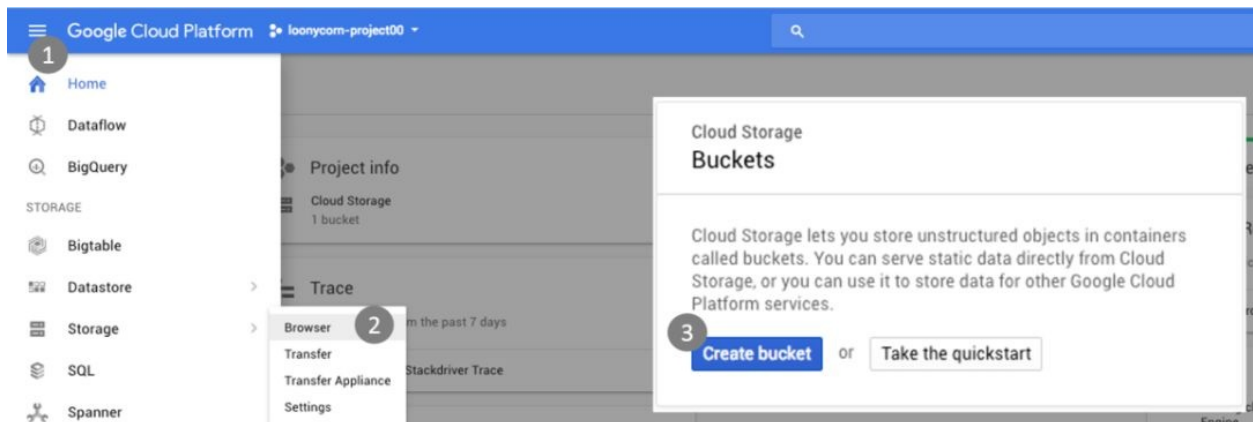 Google Cloud Platform loonycorn-project00
1
Home
Dataflow
BigQuery
STORAGE
Bigtable
Datastore
Storage
SQL
Spanner
Project info
Cloud Storage
1 bucket
Trace
Browser 2 m the past 7 days
Transfer
Transfer Appliance Stackdriver Trace
Settings
Cloud Storage
Buckets
Cloud Storage lets you store unstructured objects in containers
called buckets. You can serve static data directly from Cloud
Storage, or you can use it to store data for other Google Cloud
Platform services.
3
Create bucket or Take the quickstart